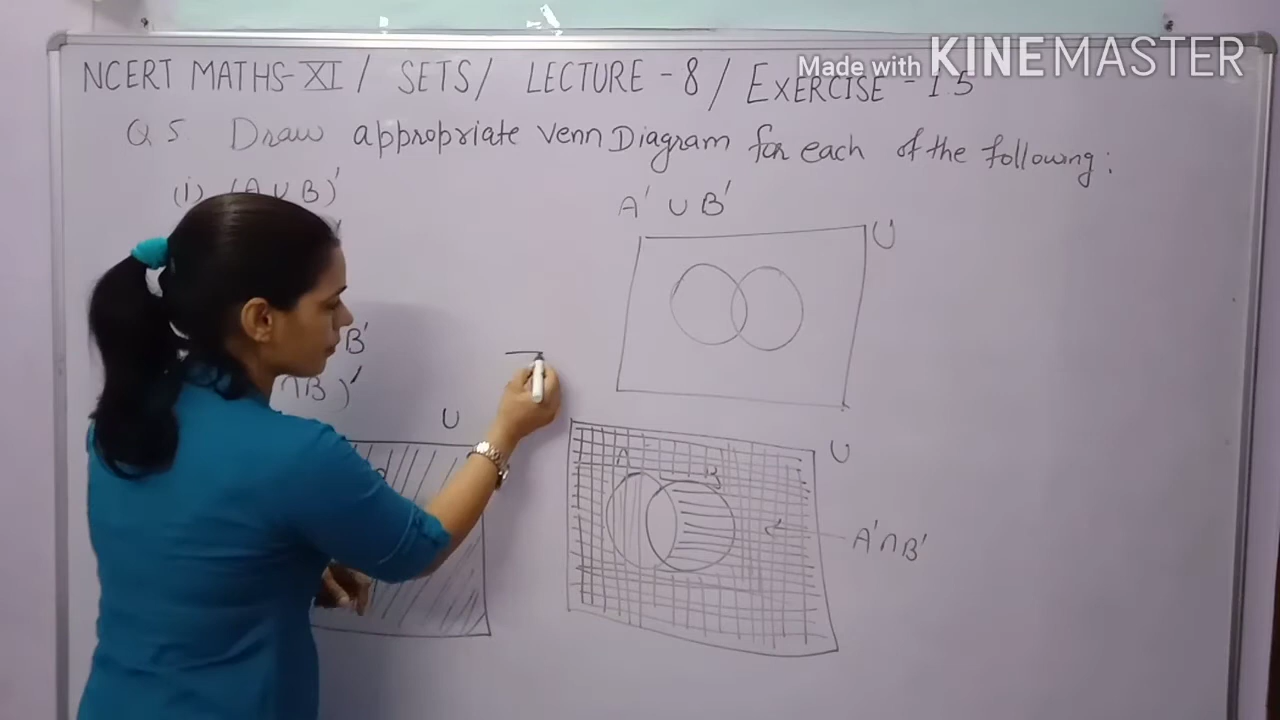 Made with KINEMASTER
NCERT MATHS-XI / SETS / LECTURE - 8 / EXERCISE - 1.5
Q 5 Draw appropriate Venn Diagram for each of the following:
(i) (A ∪ B)'
A' ∪ B'
U
B'
∩B)'
U
U
A
B
A'∩B'